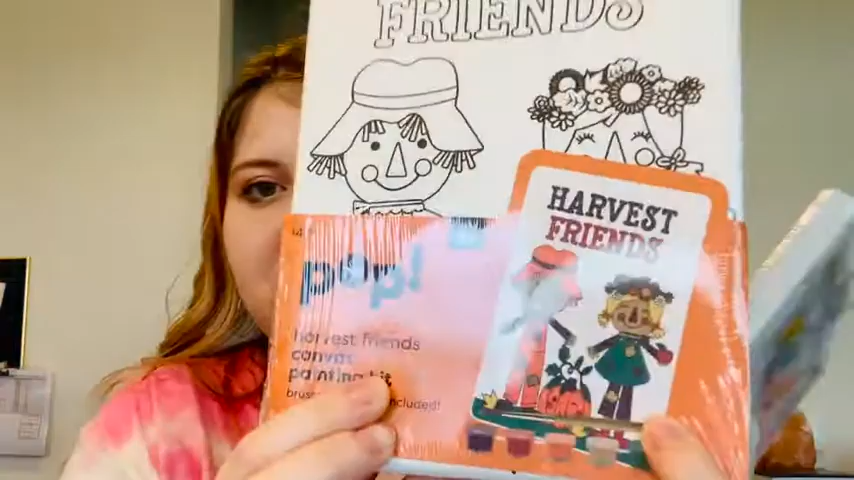 FRIENDS
HARVEST
FRIENDS
pop!
harvest friends
canvas
painting kit
included!